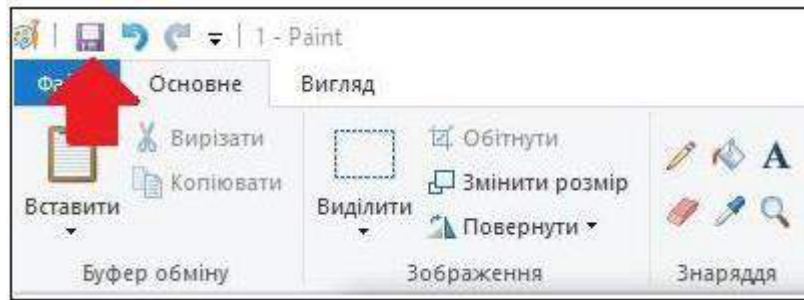 1 - Paint
Основне Вигляд
Вирізати
Копіювати
Вставити
Буфер обміну
Виділити
Обітнути
Змінити розмір
Повернути
Зображення
A
Знаряддя